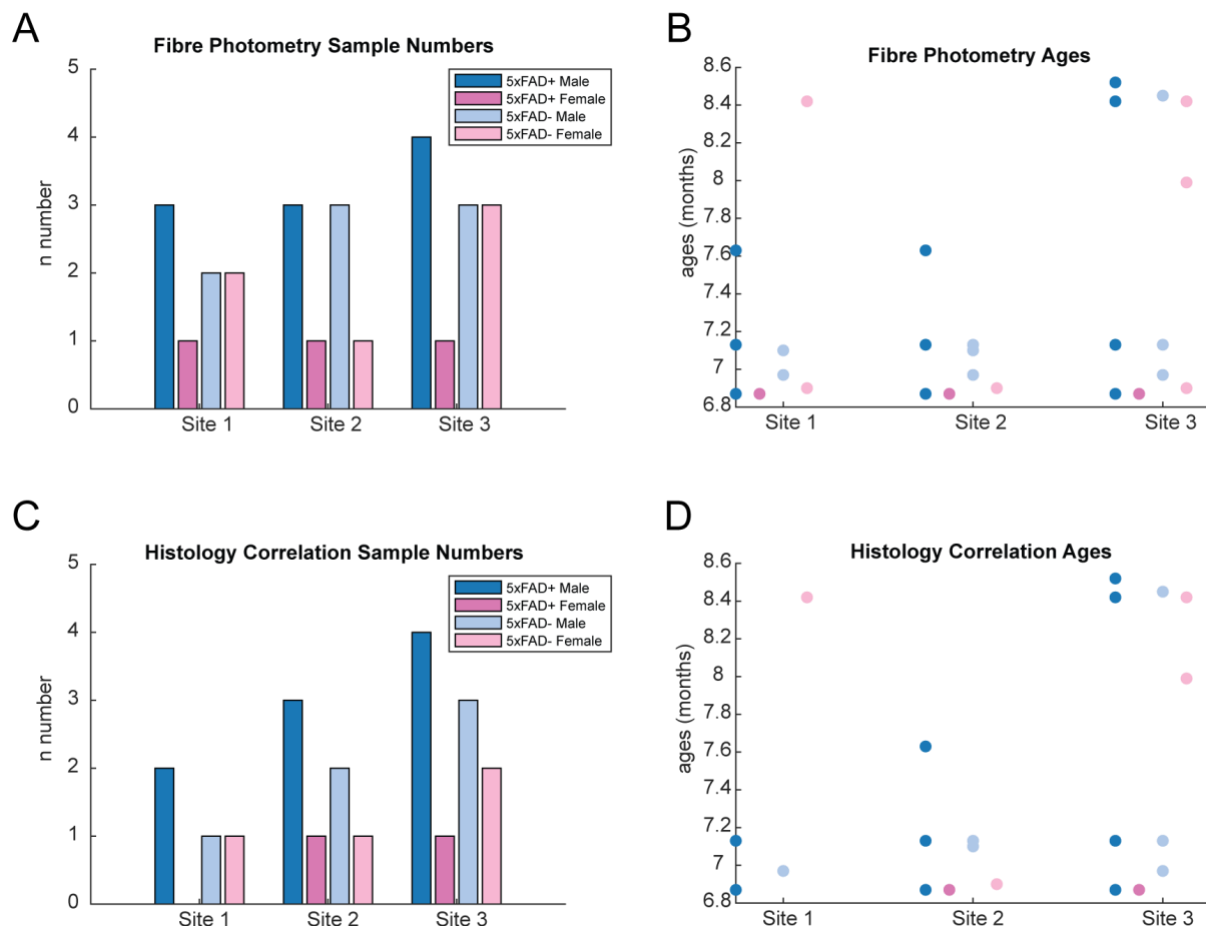 A
Fibre Photometry Sample Numbers
5
4
3
2
1
0
n number
5xFAD+ Male
5xFAD+ Female
5xFAD- Male
5xFAD- Female
Site 1 Site 2 Site 3
B
Fibre Photometry Ages
8.6
8.4
8.2
8
7.8
7.6
7.4
7.2
7
6.8
ages (months)
Site 1 Site 2 Site 3
C
Histology Correlation Sample Numbers
5
4
3
2
1
0
n number
5xFAD+ Male
5xFAD+ Female
5xFAD- Male
5xFAD- Female
Site 1 Site 2 Site 3
D
Histology Correlation Ages
8.6
8.4
8.2
8
7.8
7.6
7.4
7.2
7
6.8
ages (months)
Site 1 Site 2 Site 3